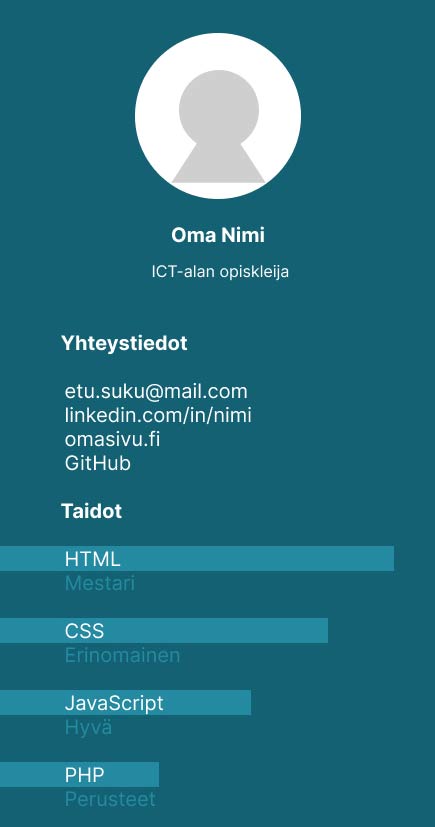 Oma Nimi
ICT-alan opiskleija
Yhteystiedot
etu.suku@mail.com
linkedin.com/in/nimi
omasivu.fi
GitHub
Taidot
HTML
Mestari
CSS
Erinomainen
JavaScript
Hyvä
PHP
Perusteet